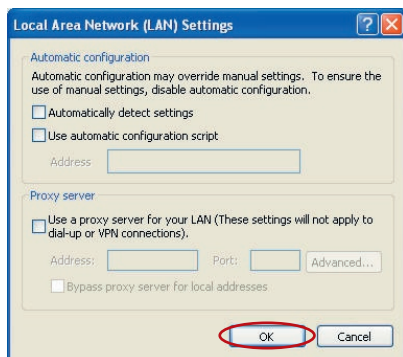 Local Area Network (LAN) Settings
Automatic configuration
Automatic configuration may override manual settings. To ensure the
use of manual settings, disable automatic configuration.
Automatically detect settings
Use automatic configuration script
Address
Proxy server
Use a proxy server for your LAN (These settings will not apply to
dial-up or VPN connections).
Address:
Port:
Advanced...
Bypass proxy server for local addresses
OK
Cancel